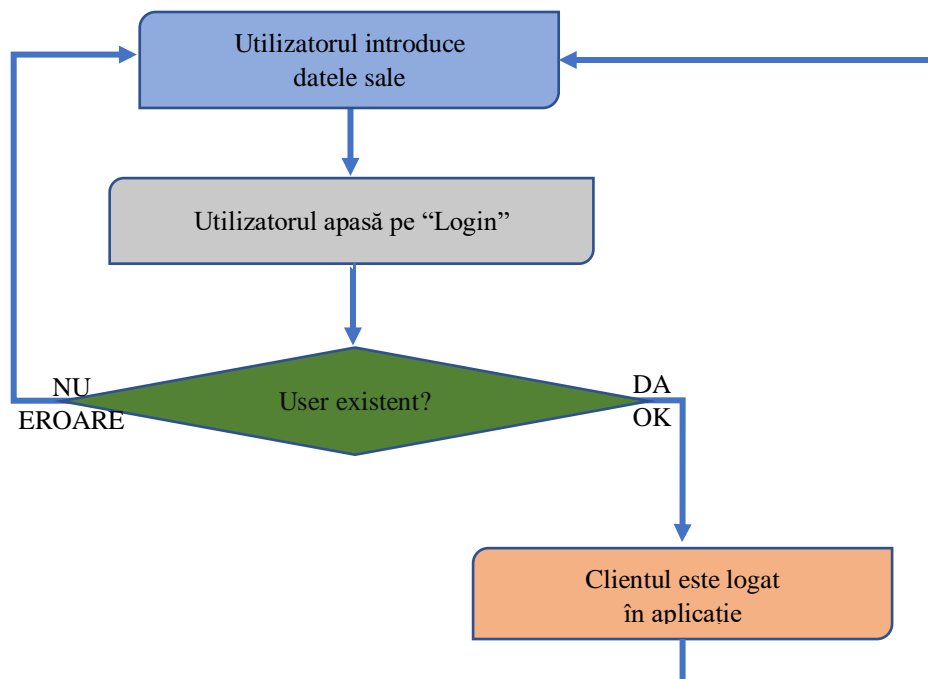 Utilizatorul introduce
datele sale
Utilizatorul apasă pe “Login”
User existent?
NU
EROARE
DA
OK
Clientul este logat
în aplicație